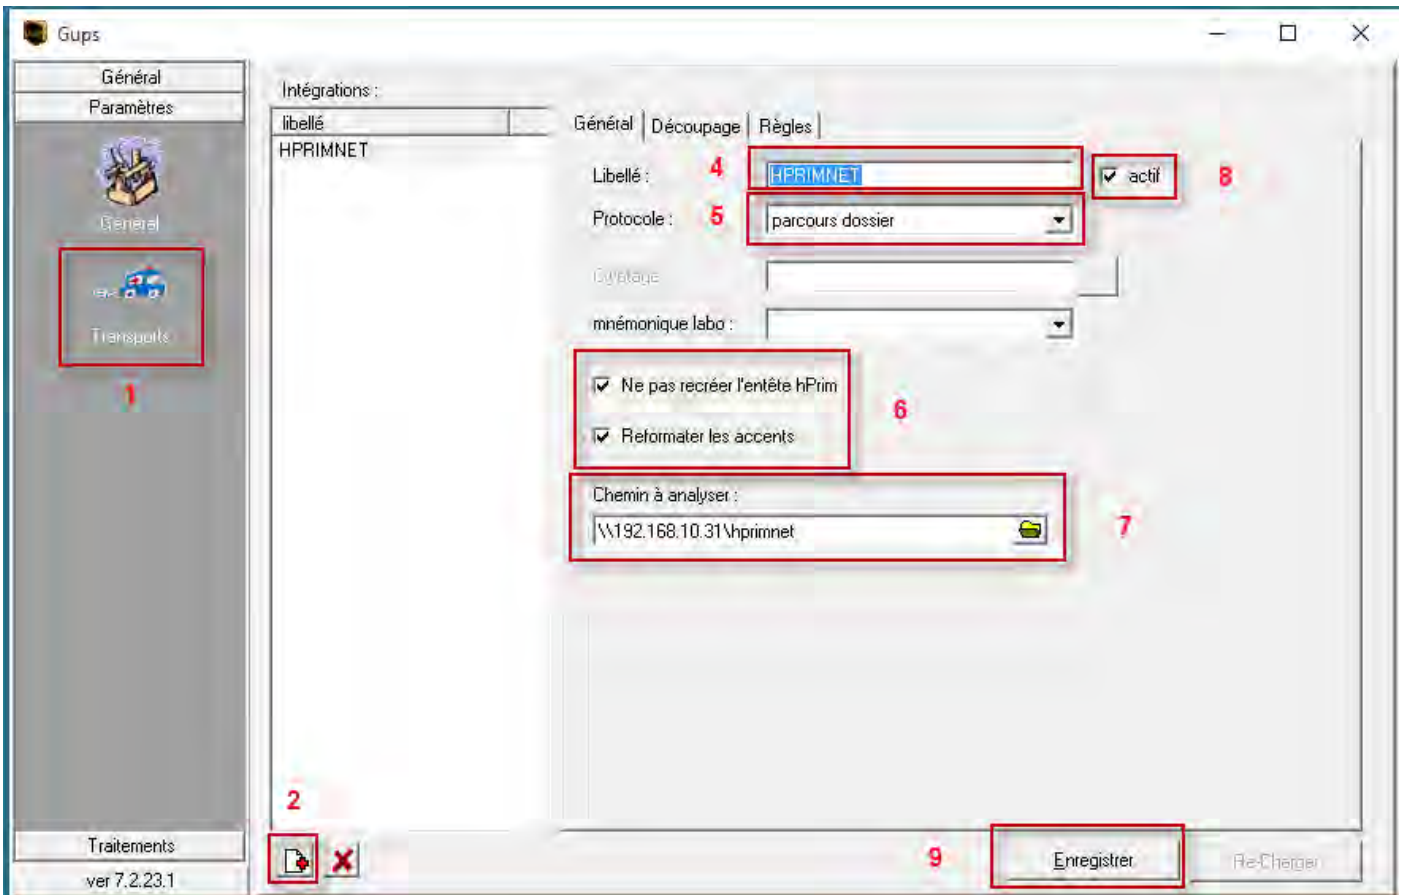 Gups
Général
Paramètres
Général
Transports
1
Traitements
ver 7.2.23.1
Intégrations :
libellé
HPRIMNET
2
Général Découpage Règles
Libellé : 4 HPRIMNET actif 8
Protocole : 5 parcours dossier
mnémonique labo :
Ne pas recréer l'entête hPrim
6
Reformater les accents
Chemin à analyser :
\\192.168.10.31\hprimnet 7
9 Enregistrer Re-Charger